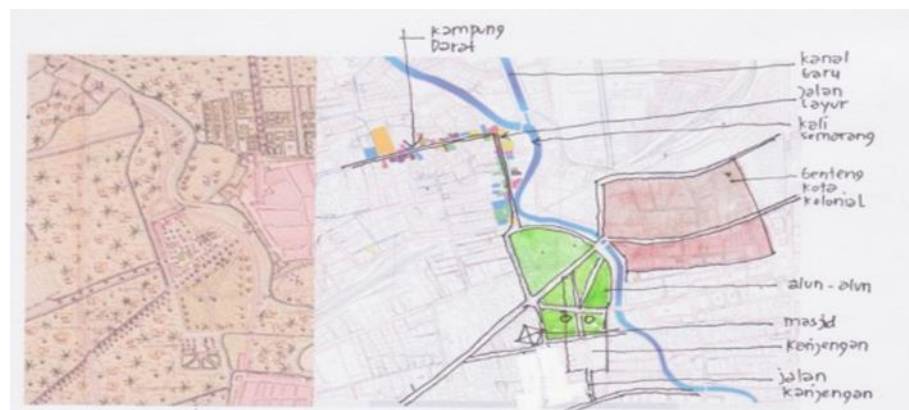 kampung
Darat
kanal
baru
jalan
layur
kali
semarang
benteng
kota
kolonial
alun-alun
masjid
kanjengan
jalan
kanjengan